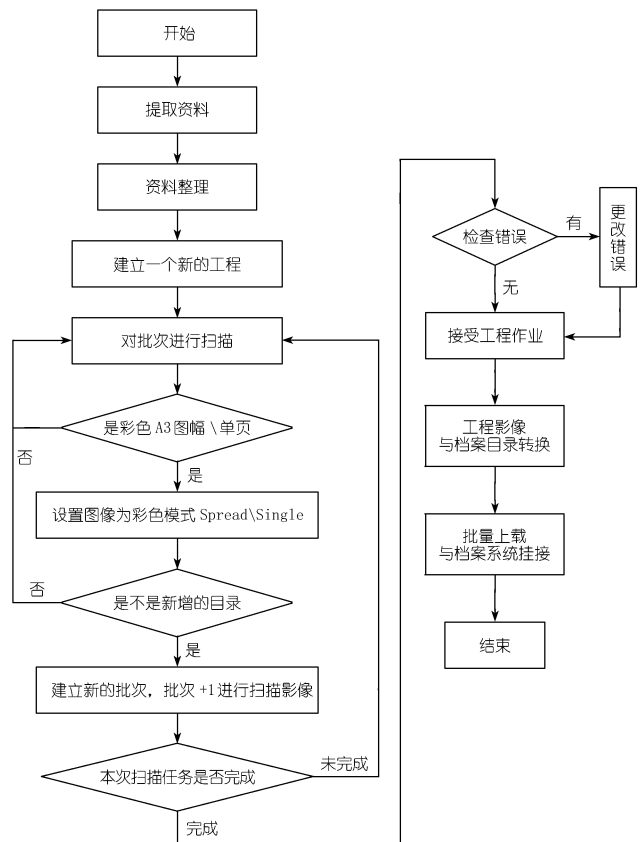 开始
提取资料
资料整理
建立一个新的工程
对批次进行扫描
是彩色 A3 图幅 \单页
否
是
设置图像为彩色模式 Spread\Single
否
是不是新增的目录
是
建立新的批次，批次 +1 进行扫描影像
本次扫描任务是否完成
未完成
完成
检查错误
有
更改错误
无
接受工程作业
工程影像
与档案目录转换
批量上载
与档案系统挂接
结束